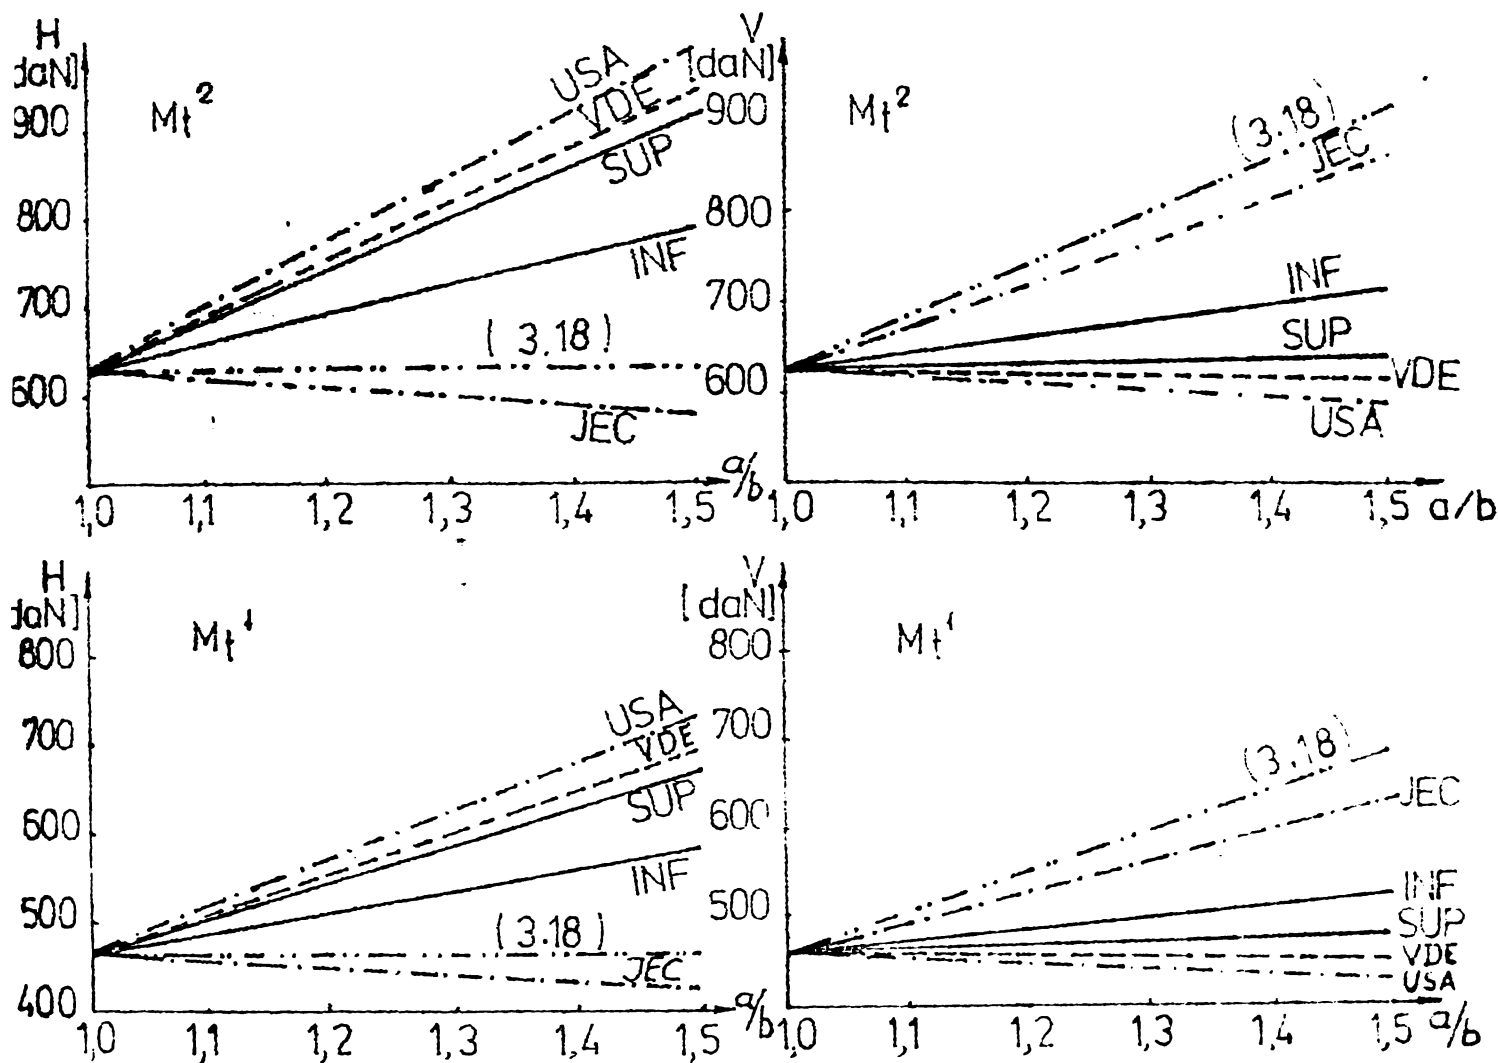 H
[daN]
Mt²
900
800
700
600
USA
VDE
SUP
INF
(3.18)
JEC
a/b
1,0 1,1 1,2 1,3 1,4 1,5
V
[daN]
Mt²
900
800
700
600
(3.18)
JEC
INF
SUP
VDE
USA
1,0 1,1 1,2 1,3 1,4 1,5 a/b
H
[daN]
Mt¹
800
700
600
500
400
USA
VDE
SUP
INF
(3.18)
JEC
a/b
1,0 1,1 1,2 1,3 1,4 1,5
V
[daN]
Mt¹
800
700
600
500
(3.18)
JEC
INF
SUP
VDE
USA
1,0 1,1 1,2 1,3 1,4 1,5 a/b